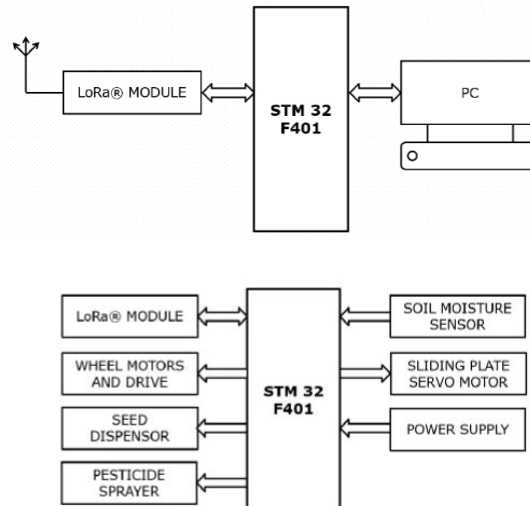 LoRa® MODULE
STM 32
F401
PC
LoRa® MODULE
WHEEL MOTORS
AND DRIVE
SEED
DISPENSOR
PESTICIDE
SPRAYER
STM 32
F401
SOIL MOISTURE
SENSOR
SLIDING PLATE
SERVO MOTOR
POWER SUPPLY